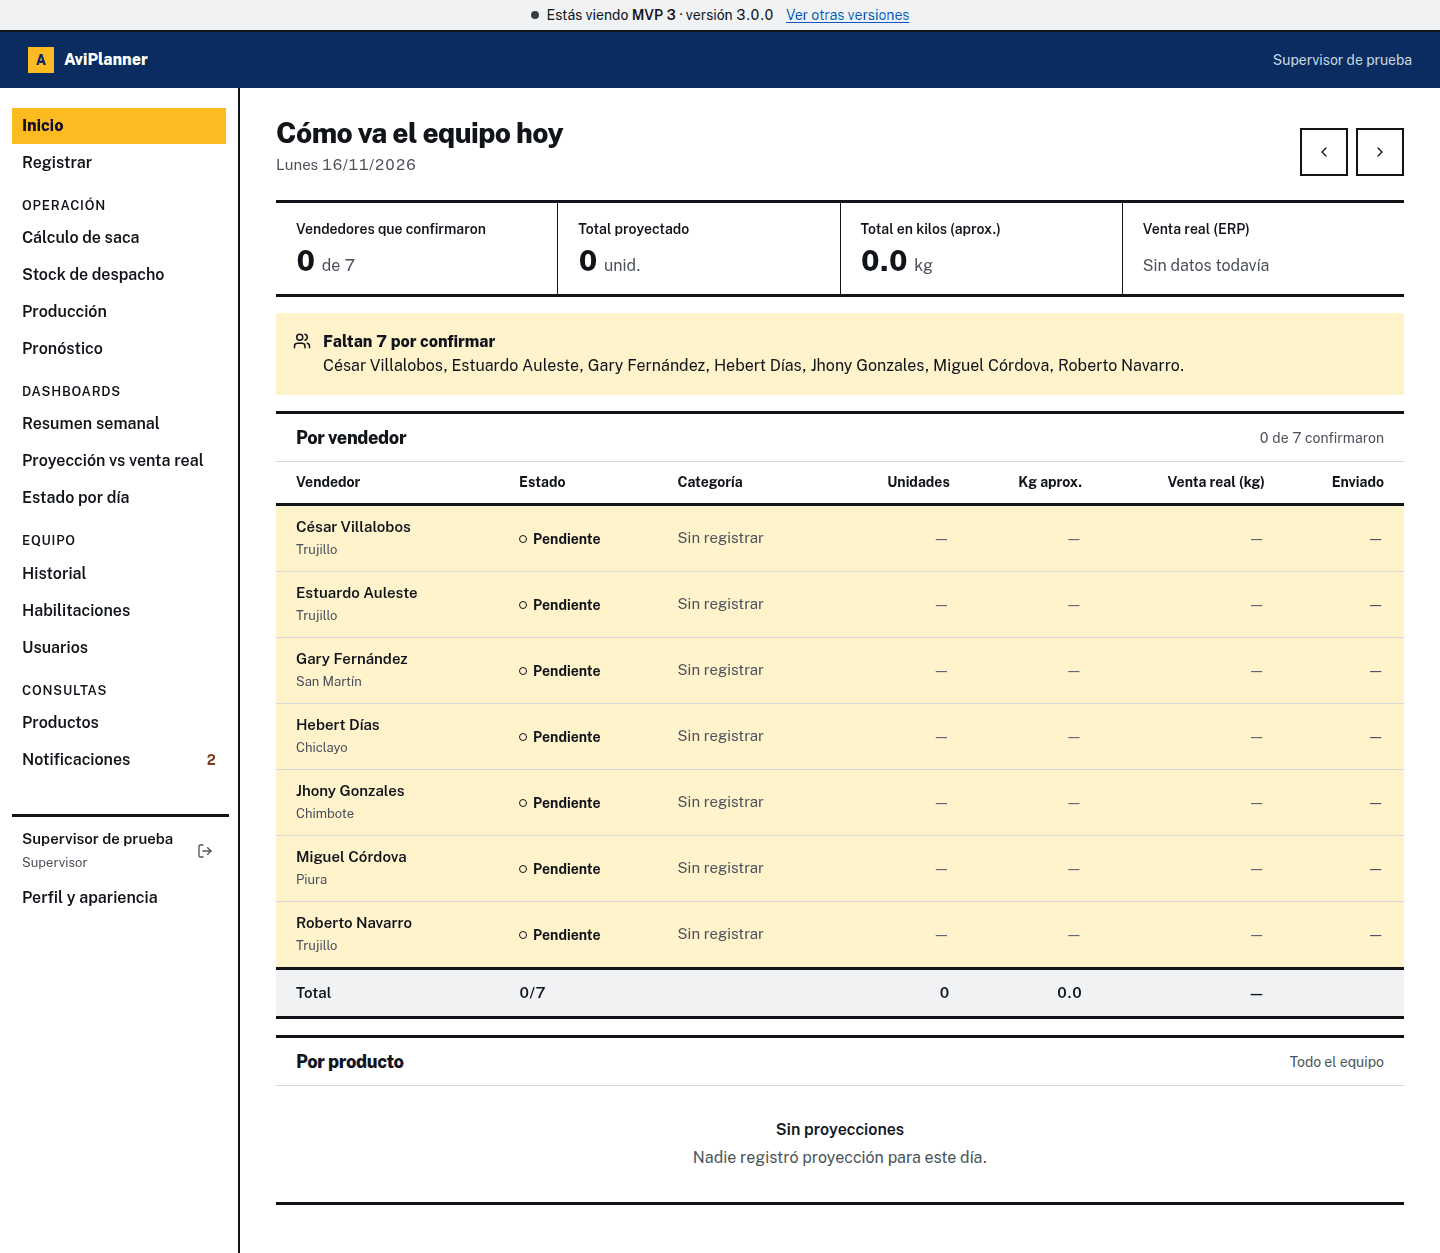 Estás viendo MVP 3 · versión 3.0.0 Ver otras versiones
A AviPlanner
Supervisor de prueba
Inicio
Registrar
OPERACIÓN
Cálculo de saca
Stock de despacho
Producción
Pronóstico
DASHBOARDS
Resumen semanal
Proyección vs venta real
Estado por día
EQUIPO
Historial
Habilitaciones
Usuarios
CONSULTAS
Productos
Notificaciones 2
Supervisor de prueba
Supervisor
Perfil y apariencia
Cómo va el equipo hoy
Lunes 16/11/2026
Vendedores que confirmaron
0 de 7
Total proyectado
0 unid.
Total en kilos (aprox.)
0.0 kg
Venta real (ERP)
Sin datos todavía
Faltan 7 por confirmar
César Villalobos, Estuardo Auleste, Gary Fernández, Hebert Días, Jhony Gonzales, Miguel Córdova, Roberto Navarro.
Por vendedor 0 de 7 confirmaron
Vendedor Estado Categoría Unidades Kg aprox. Venta real (kg) Enviado
César Villalobos
Trujillo
Pendiente Sin registrar — — — —
Estuardo Auleste
Trujillo
Pendiente Sin registrar — — — —
Gary Fernández
San Martín
Pendiente Sin registrar — — — —
Hebert Días
Chiclayo
Pendiente Sin registrar — — — —
Jhony Gonzales
Chimbote
Pendiente Sin registrar — — — —
Miguel Córdova
Piura
Pendiente Sin registrar — — — —
Roberto Navarro
Trujillo
Pendiente Sin registrar — — — —
Total 0/7 0 0.0 —
Por producto Todo el equipo
Sin proyecciones
Nadie registró proyección para este día.